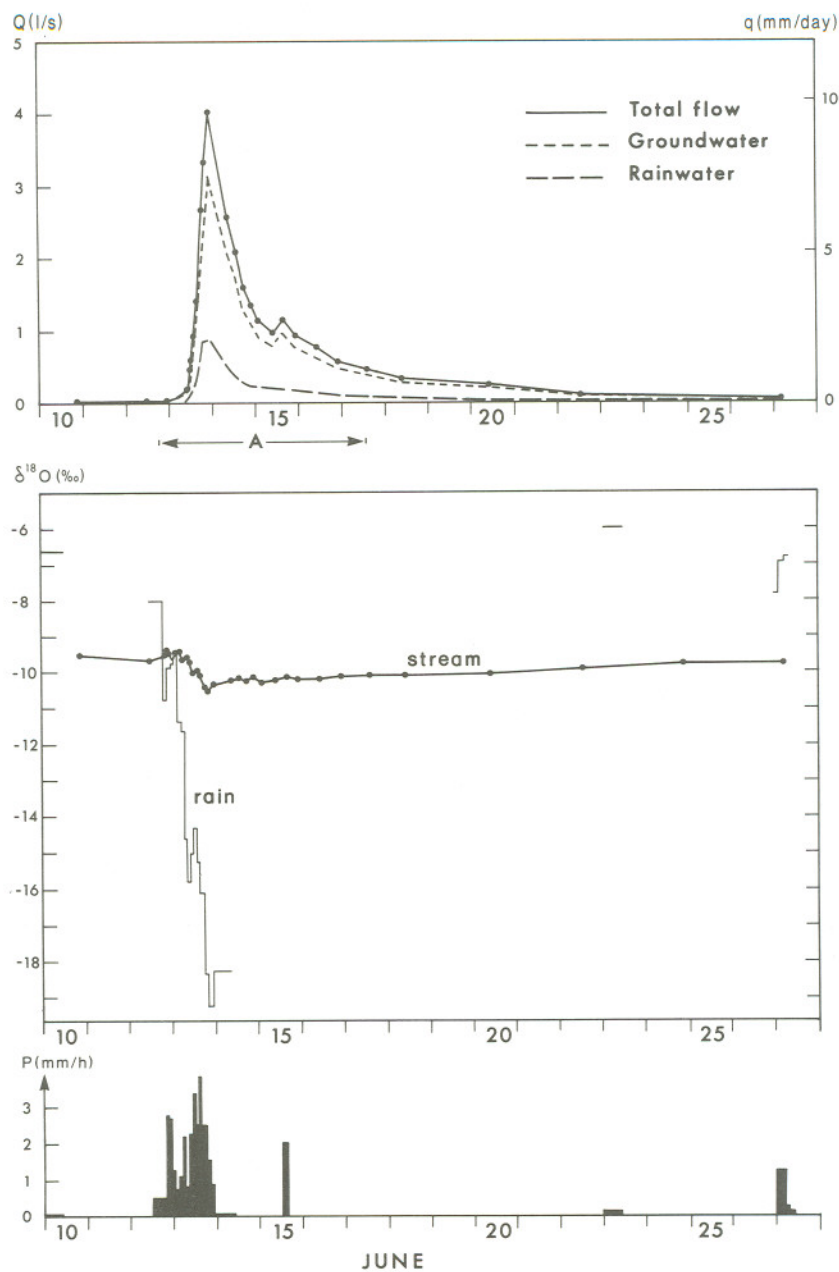 Q(l/s) q(mm/day)
5
10
4
Total flow
Groundwater
3
Rainwater
2
5
1
0 0
10 15 20 25
A
δ¹⁸O(‰)
-6
-8
stream
-10
-12
rain
-14
-16
-18
10 15 20 25
P(mm/h)
3
2
1
0
10 15 20 25
JUNE